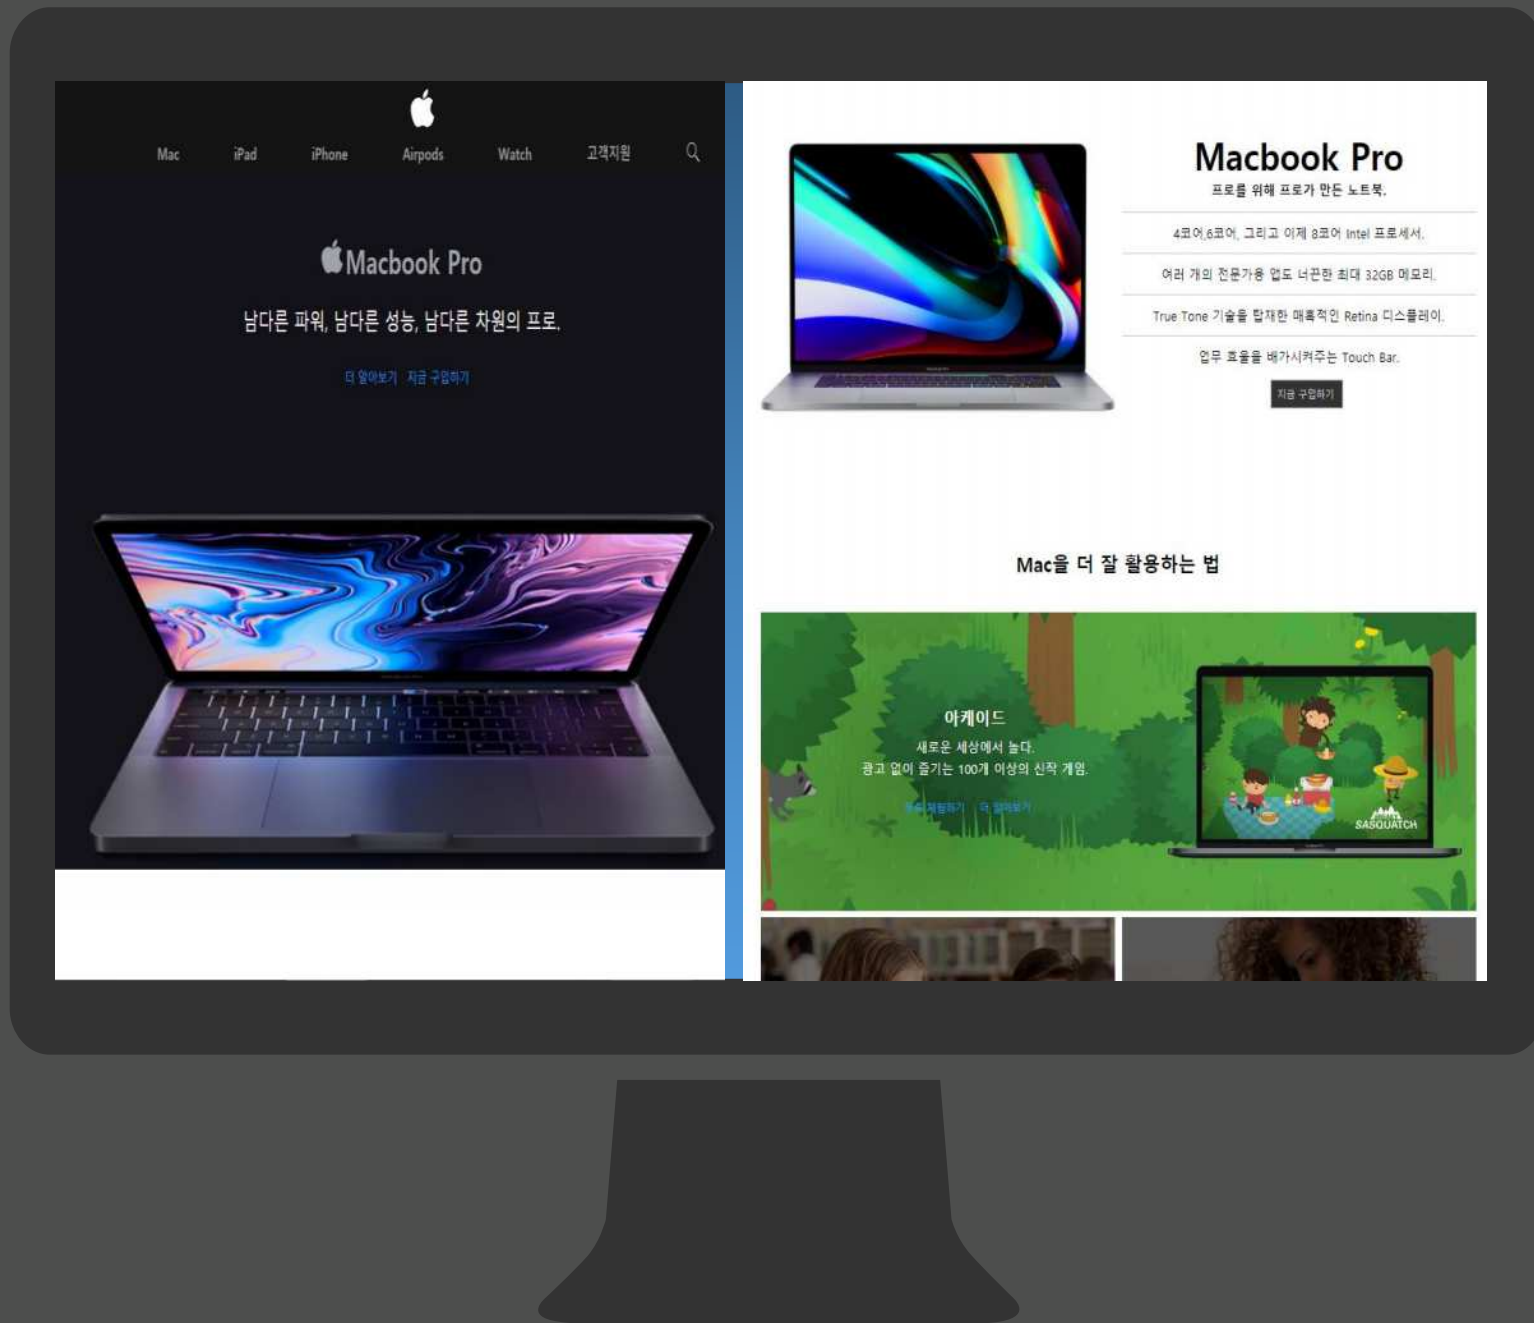 Mac iPad iPhone Airpods Watch 고객지원
Macbook Pro
남다른 파워, 남다른 성능, 남다른 차원의 프로.
더 알아보기 지금 구입하기
Macbook Pro
프로를 위해 프로가 만든 노트북.
4코어,6코어, 그리고 이제 8코어 Intel 프로세서.
여러 개의 전문가용 앱도 너끈한 최대 32GB 메모리.
True Tone 기술을 탑재한 매혹적인 Retina 디스플레이.
업무 효율을 배가시켜주는 Touch Bar.
지금 구입하기
Mac을 더 잘 활용하는 법
아케이드
새로운 세상에서 놀다.
광고 없이 즐기는 100개 이상의 신작 게임.
체험하기 더 알아보기
SASQUATCH